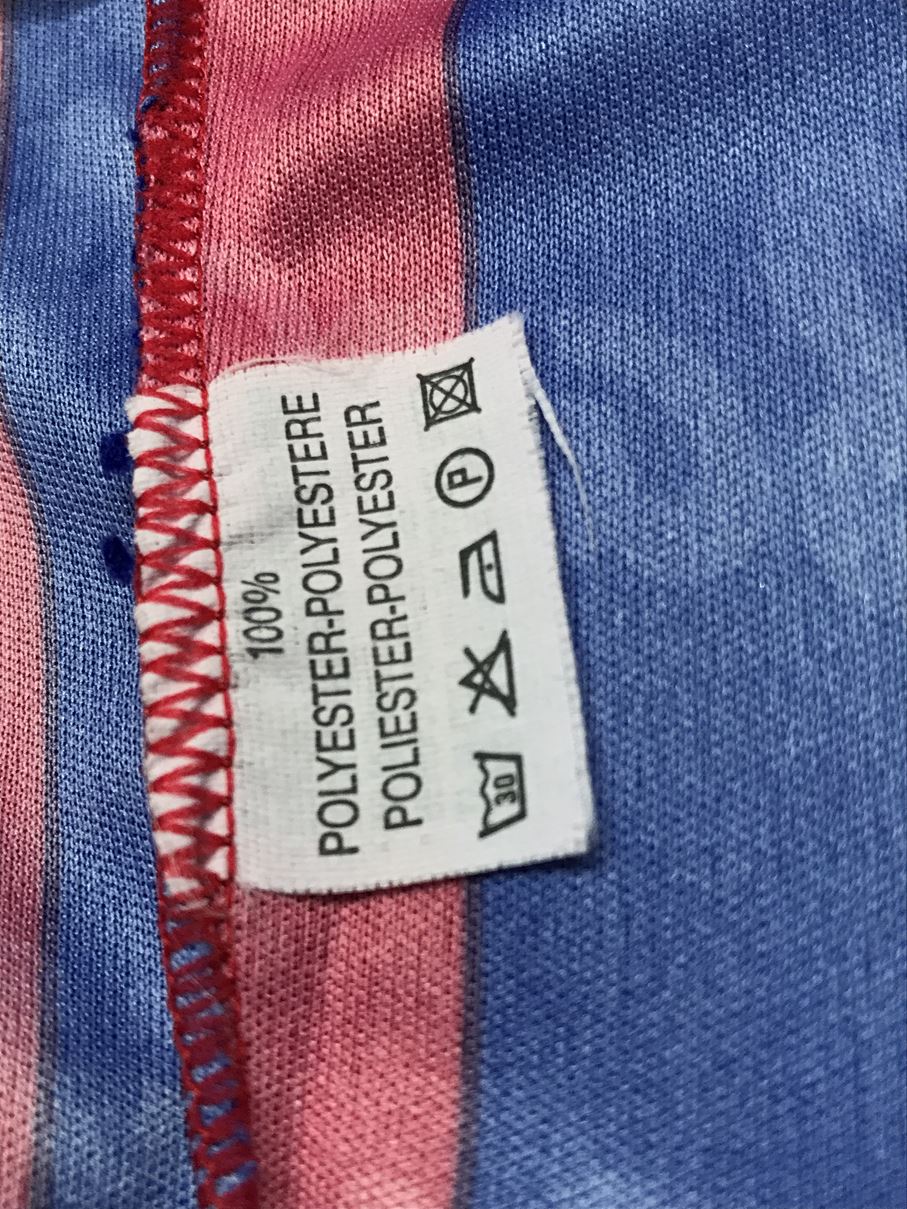 100%
POLYESTER-POLYESTERE
POLIESTER-POLYESTER
30 P